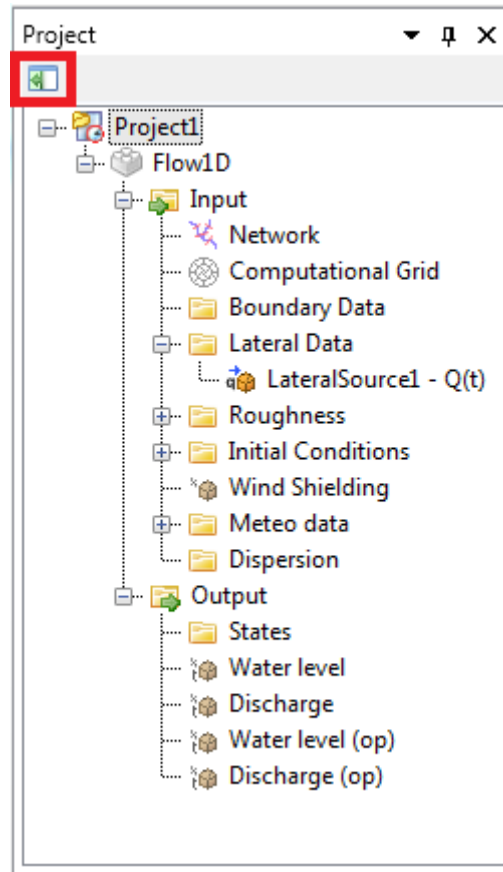 Project
Project1
Flow1D
Input
Network
Computational Grid
Boundary Data
Lateral Data
LateralSource1 - Q(t)
Roughness
Initial Conditions
Wind Shielding
Meteo data
Dispersion
Output
States
Water level
Discharge
Water level (op)
Discharge (op)